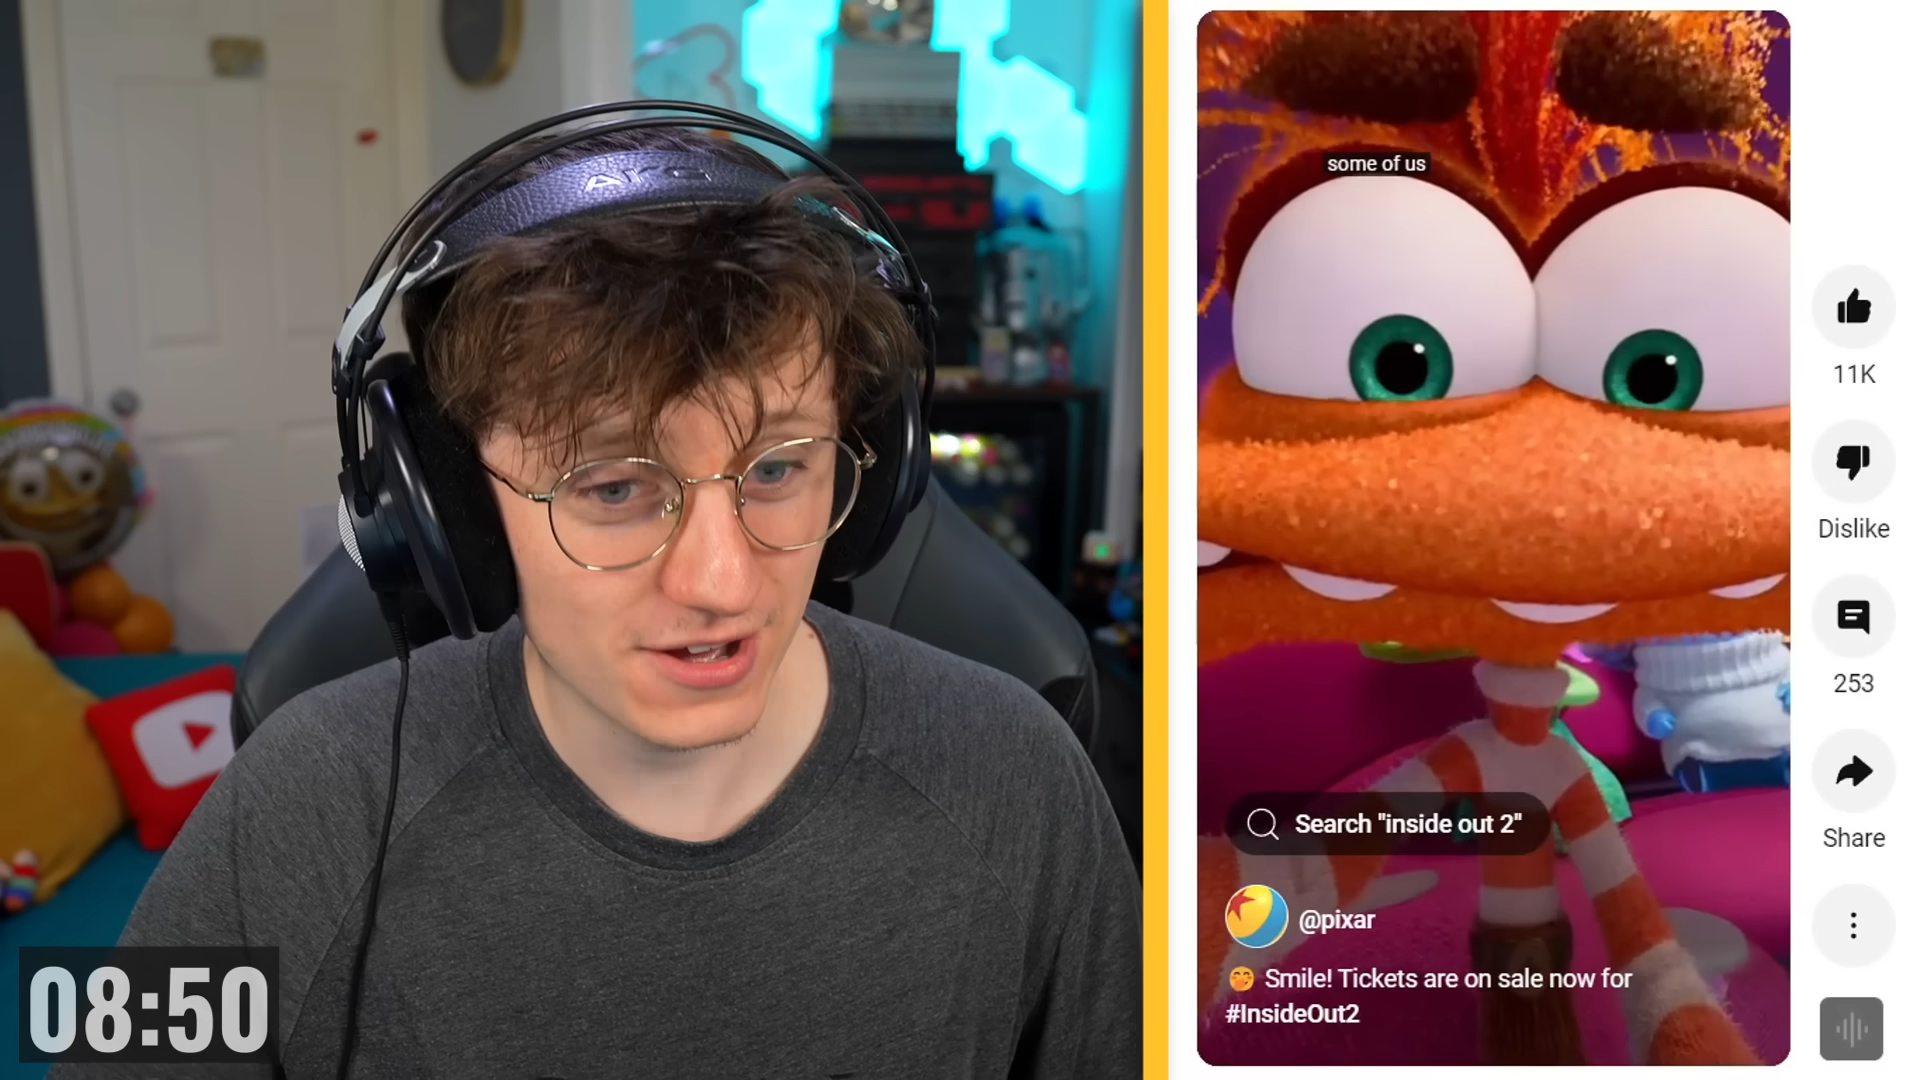 AKG
some of us
11K
Dislike
253
Share
Search "inside out 2"
@pixar
🤭 Smile! Tickets are on sale now for
#InsideOut2
08:50